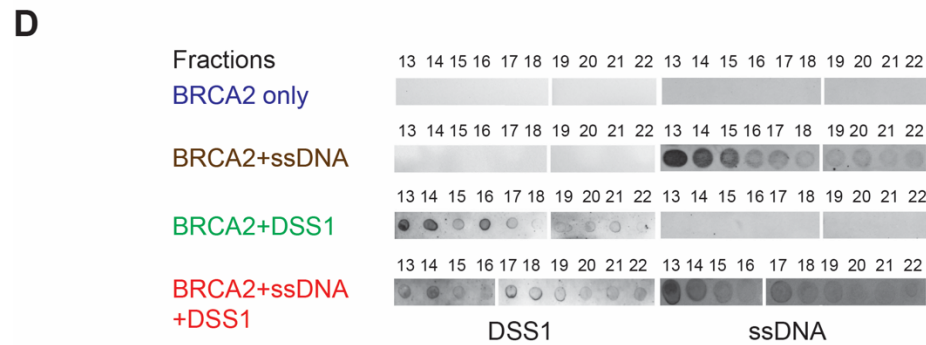 D
Fractions 13 14 15 16 17 18 19 20 21 22 13 14 15 16 17 18 19 20 21 22
BRCA2 only
13 14 15 16 17 18 19 20 21 22 13 14 15 16 17 18 19 20 21 22
BRCA2+ssDNA
13 14 15 16 17 18 19 20 21 22 13 14 15 16 17 18 19 20 21 22
BRCA2+DSS1
13 14 15 16 17 18 19 20 21 22 13 14 15 16 17 18 19 20 21 22
BRCA2+ssDNA
+DSS1
DSS1 ssDNA